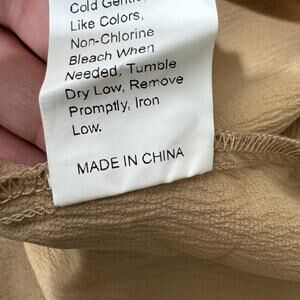 Cold Gentle
Like Colors,
Non-Chlorine
Bleach When
Needed, Tumble
Dry Low, Remove
Promptly, Iron
Low.
MADE IN CHINA